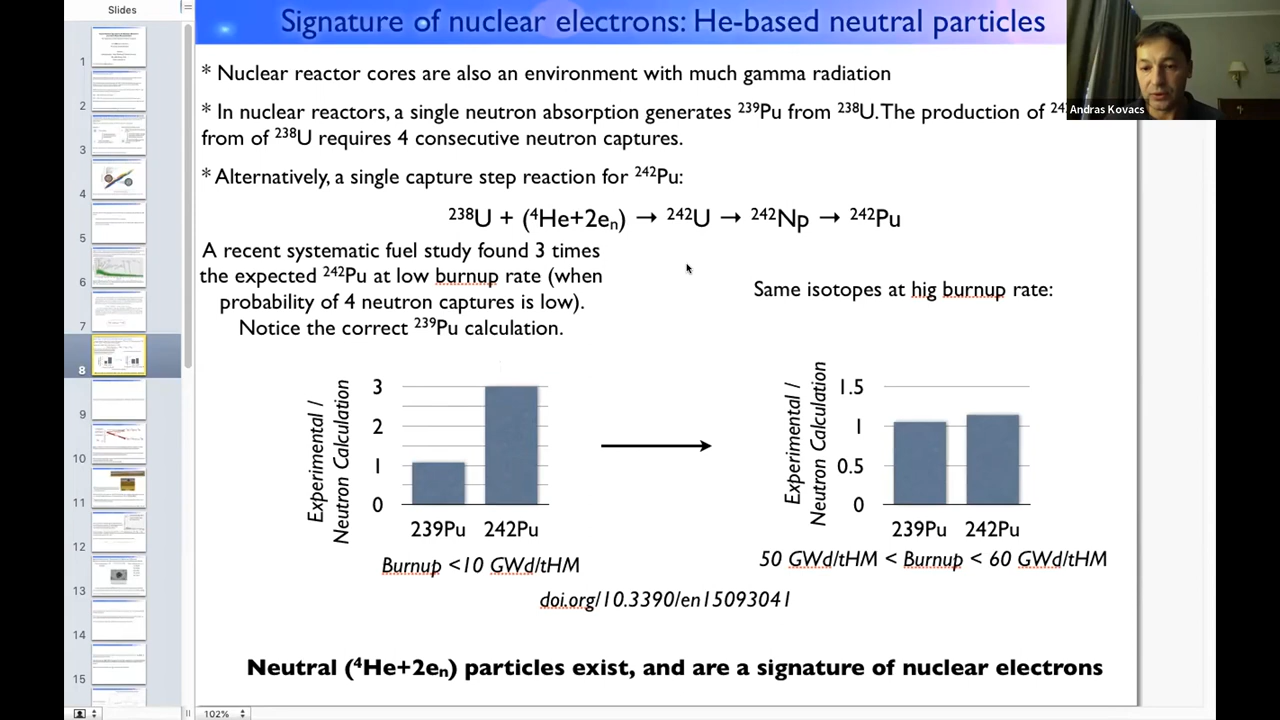 Slides
Signature of nuclear electrons: He-based neutral particles
Andras Kovacs
* Nuclear reactor cores are also an environment with much gamma radiation
* In nuclear reactors, a single neutron absorption generates ²³⁹Pu from ²³⁸U. The production of
from of ²³⁸U requires 4 consecutive neutron captures.
* Alternatively, a single capture step reaction for ²⁴²Pu:
²³⁸U + (⁴He+2eₙ) → ²⁴²U → ²⁴²Np → ²⁴²Pu
A recent systematic fuel study found 3 times
the expected ²⁴²Pu at low burnup rate (when
probability of 4 neutron captures is low).
Notice the correct ²³⁹Pu calculation.
Same isotopes at hig burnup rate:
Experimental /
Neutron Calculation
3
2
1
0
239Pu 242Pu
Burnup <10 GWd/tHM
Experimental /
Neutron Calculation
1.5
1
0.5
0
239Pu 242Pu
50 GWd/tHM < Burnup < 60 GWd/tHM
doi.org/10.3390/en15093041
Neutral (⁴He+2eₙ) particles exist, and are a signature of nuclear electrons
1
2
3
4
5
6
7
8
9
10
11
12
13
14
15
102%